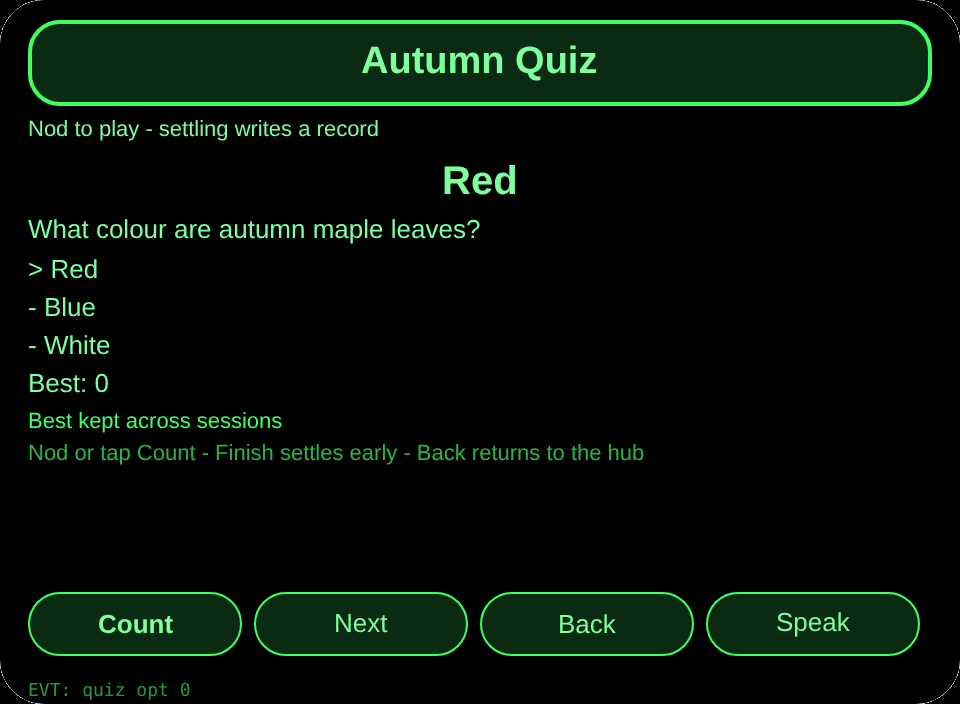 Autumn Quiz
Nod to play - settling writes a record
Red
What colour are autumn maple leaves?
> Red
- Blue
- White
Best: 0
Best kept across sessions
Nod or tap Count - Finish settles early - Back returns to the hub
Count Next Back Speak
EVT: quiz opt 0